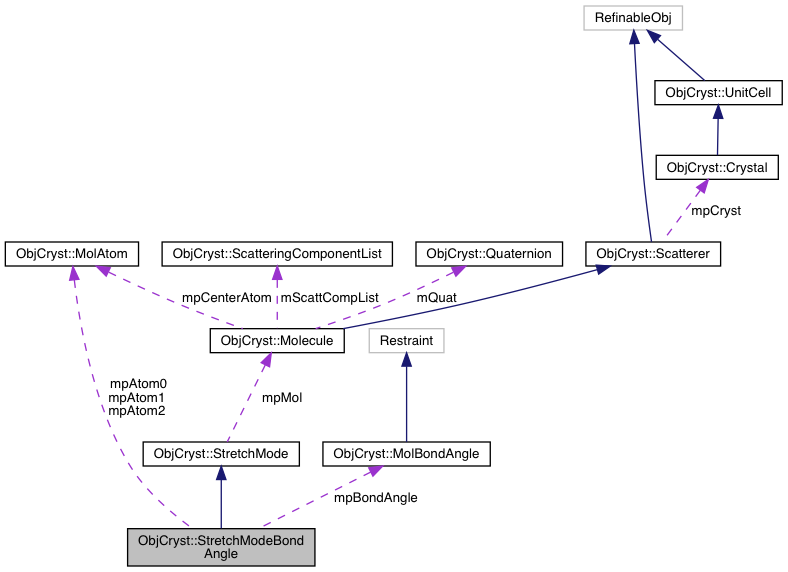 RefinableObj
ObjCryst::UnitCell
ObjCryst::Crystal
mpCryst
ObjCryst::MolAtom
ObjCryst::ScatteringComponentList
ObjCryst::Quaternion
ObjCryst::Scatterer
mpCenterAtom
mScattCompList
mQuat
ObjCryst::Molecule
Restraint
mpAtom0
mpAtom1
mpAtom2
mpMol
ObjCryst::StretchMode
ObjCryst::MolBondAngle
mpBondAngle
ObjCryst::StretchModeBond
Angle